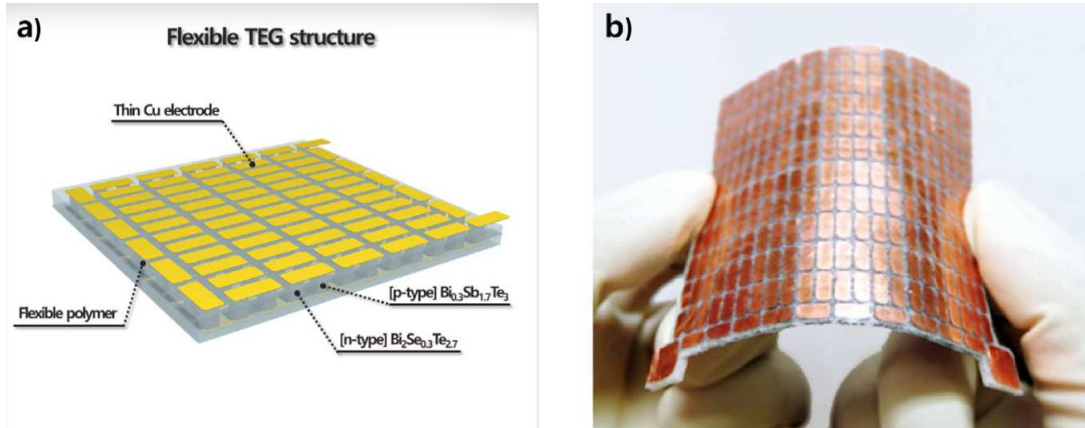 a)
Flexible TEG structure
Thin Cu electrode
[p-type] Bi0.3Sb1.7Te3
Flexible polymer
[n-type] Bi2Se0.3Te2.7
b)